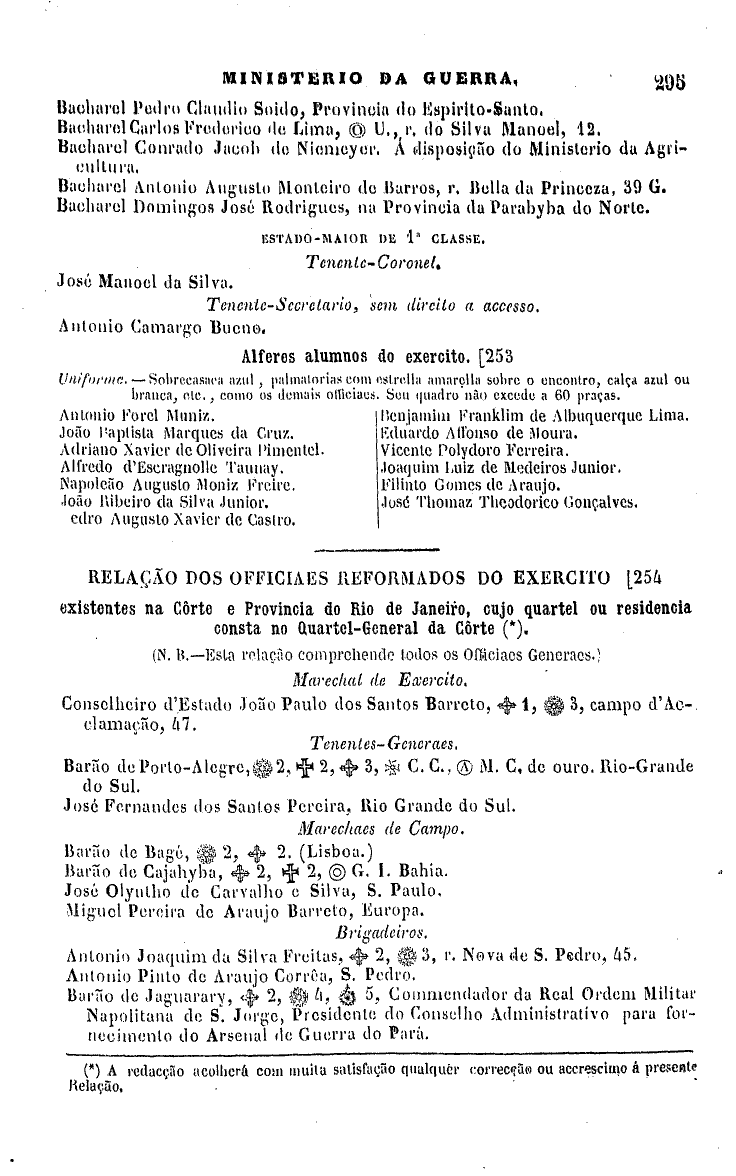 MINISTERIO DA GUERRA, 295
Bacharel Pedro Claudio Soido, Provincia do Espirito-Santo.
Bacharel Carlos Frederico de Lima, U., r. do Silva Manoel, 12.
Bacharel Conrado Jacob de Niemeyer. Á disposição do Ministerio da Agri-
cultura.
Bacharel Antonio Augusto Monteiro de Barros, r. Bella da Princeza, 39 G.
Bacharel Domingos José Rodrigues, na Provincia da Parahyba do Norte.
ESTADO-MAIOR DE 1ª CLASSE.
Tenente-Coronel.
José Manoel da Silva.
Tenente-Secretario, sem direito a accesso.
Antonio Camargo Bueno.
Alferes alumnos do exercito. [253
Uniforme. — Sobrecasaca azul, palmatorias com estrella amarella sobre o encontro, calça azul ou
branca, etc., como os demais officiaes. Seu quadro não excede a 60 praças.
Antonio Forel Muniz.
João Baptista Marques da Cruz.
Adriano Xavier de Oliveira Pimentel.
Alfredo d'Escragnolle Taunay.
Napoleão Augusto Moniz Freire.
João Ribeiro da Silva Junior.
edro Augusto Xavier de Castro.
Benjamim Franklim de Albuquerque Lima.
Eduardo Affonso de Moura.
Vicente Polydoro Ferreira.
Joaquim Luiz de Medeiros Junior.
Filinto Gomes de Araujo.
José Thomaz Theodorico Gonçalves.
RELAÇÃO DOS OFFICIAES REFORMADOS DO EXERCITO [254
existentes na Côrte e Provincia do Rio de Janeiro, cujo quartel ou residencia
consta no Quartel-General da Côrte (*).
(N. B.—Esta relação comprehende todos os Officiaes Generaes.)
Marechal de Exercito.
Conselheiro d'Estado João Paulo dos Santos Barreto, 1, 3, campo d'Ac-
clamação, 47.
Tenentes-Generaes.
Barão de Porto-Alegre, 2, 2, 3, C. C., Ⓐ M. C. de ouro. Rio-Grande
do Sul.
José Fernandes dos Santos Pereira, Rio Grande do Sul.
Marechaes de Campo.
Barão de Bagé, 2, 2. (Lisboa.)
Barão de Cajahyba, 2, 2, G. I. Bahia.
José Olyntho de Carvalho e Silva, S. Paulo.
Miguel Pereira de Araujo Barreto, Europa.
Brigadeiros.
Antonio Joaquim da Silva Freitas, 2, 3, r. Nova de S. Pedro, 45.
Antonio Pinto de Araujo Corrêa, S. Pedro.
Barão de Jaguarary, 2, 4, 5, Commendador da Real Ordem Militar
Napolitana de S. Jorge, Presidente do Conselho Administrativo para for-
necimento do Arsenal de Guerra do Pará.
(*) A redacção acolherá com muita satisfação qualquer correcção ou accrescimo á presente
Relação.